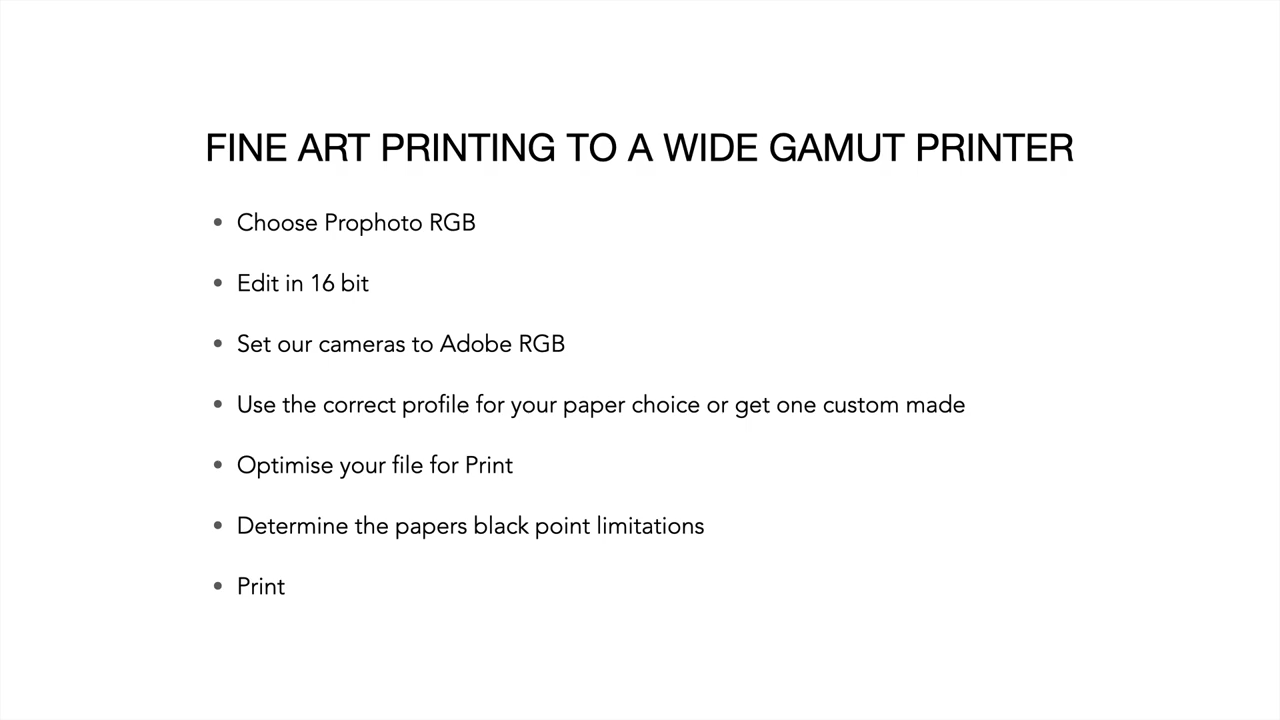 FINE ART PRINTING TO A WIDE GAMUT PRINTER
• Choose Prophoto RGB
• Edit in 16 bit
• Set our cameras to Adobe RGB
• Use the correct profile for your paper choice or get one custom made
• Optimise your file for Print
• Determine the papers black point limitations
• Print